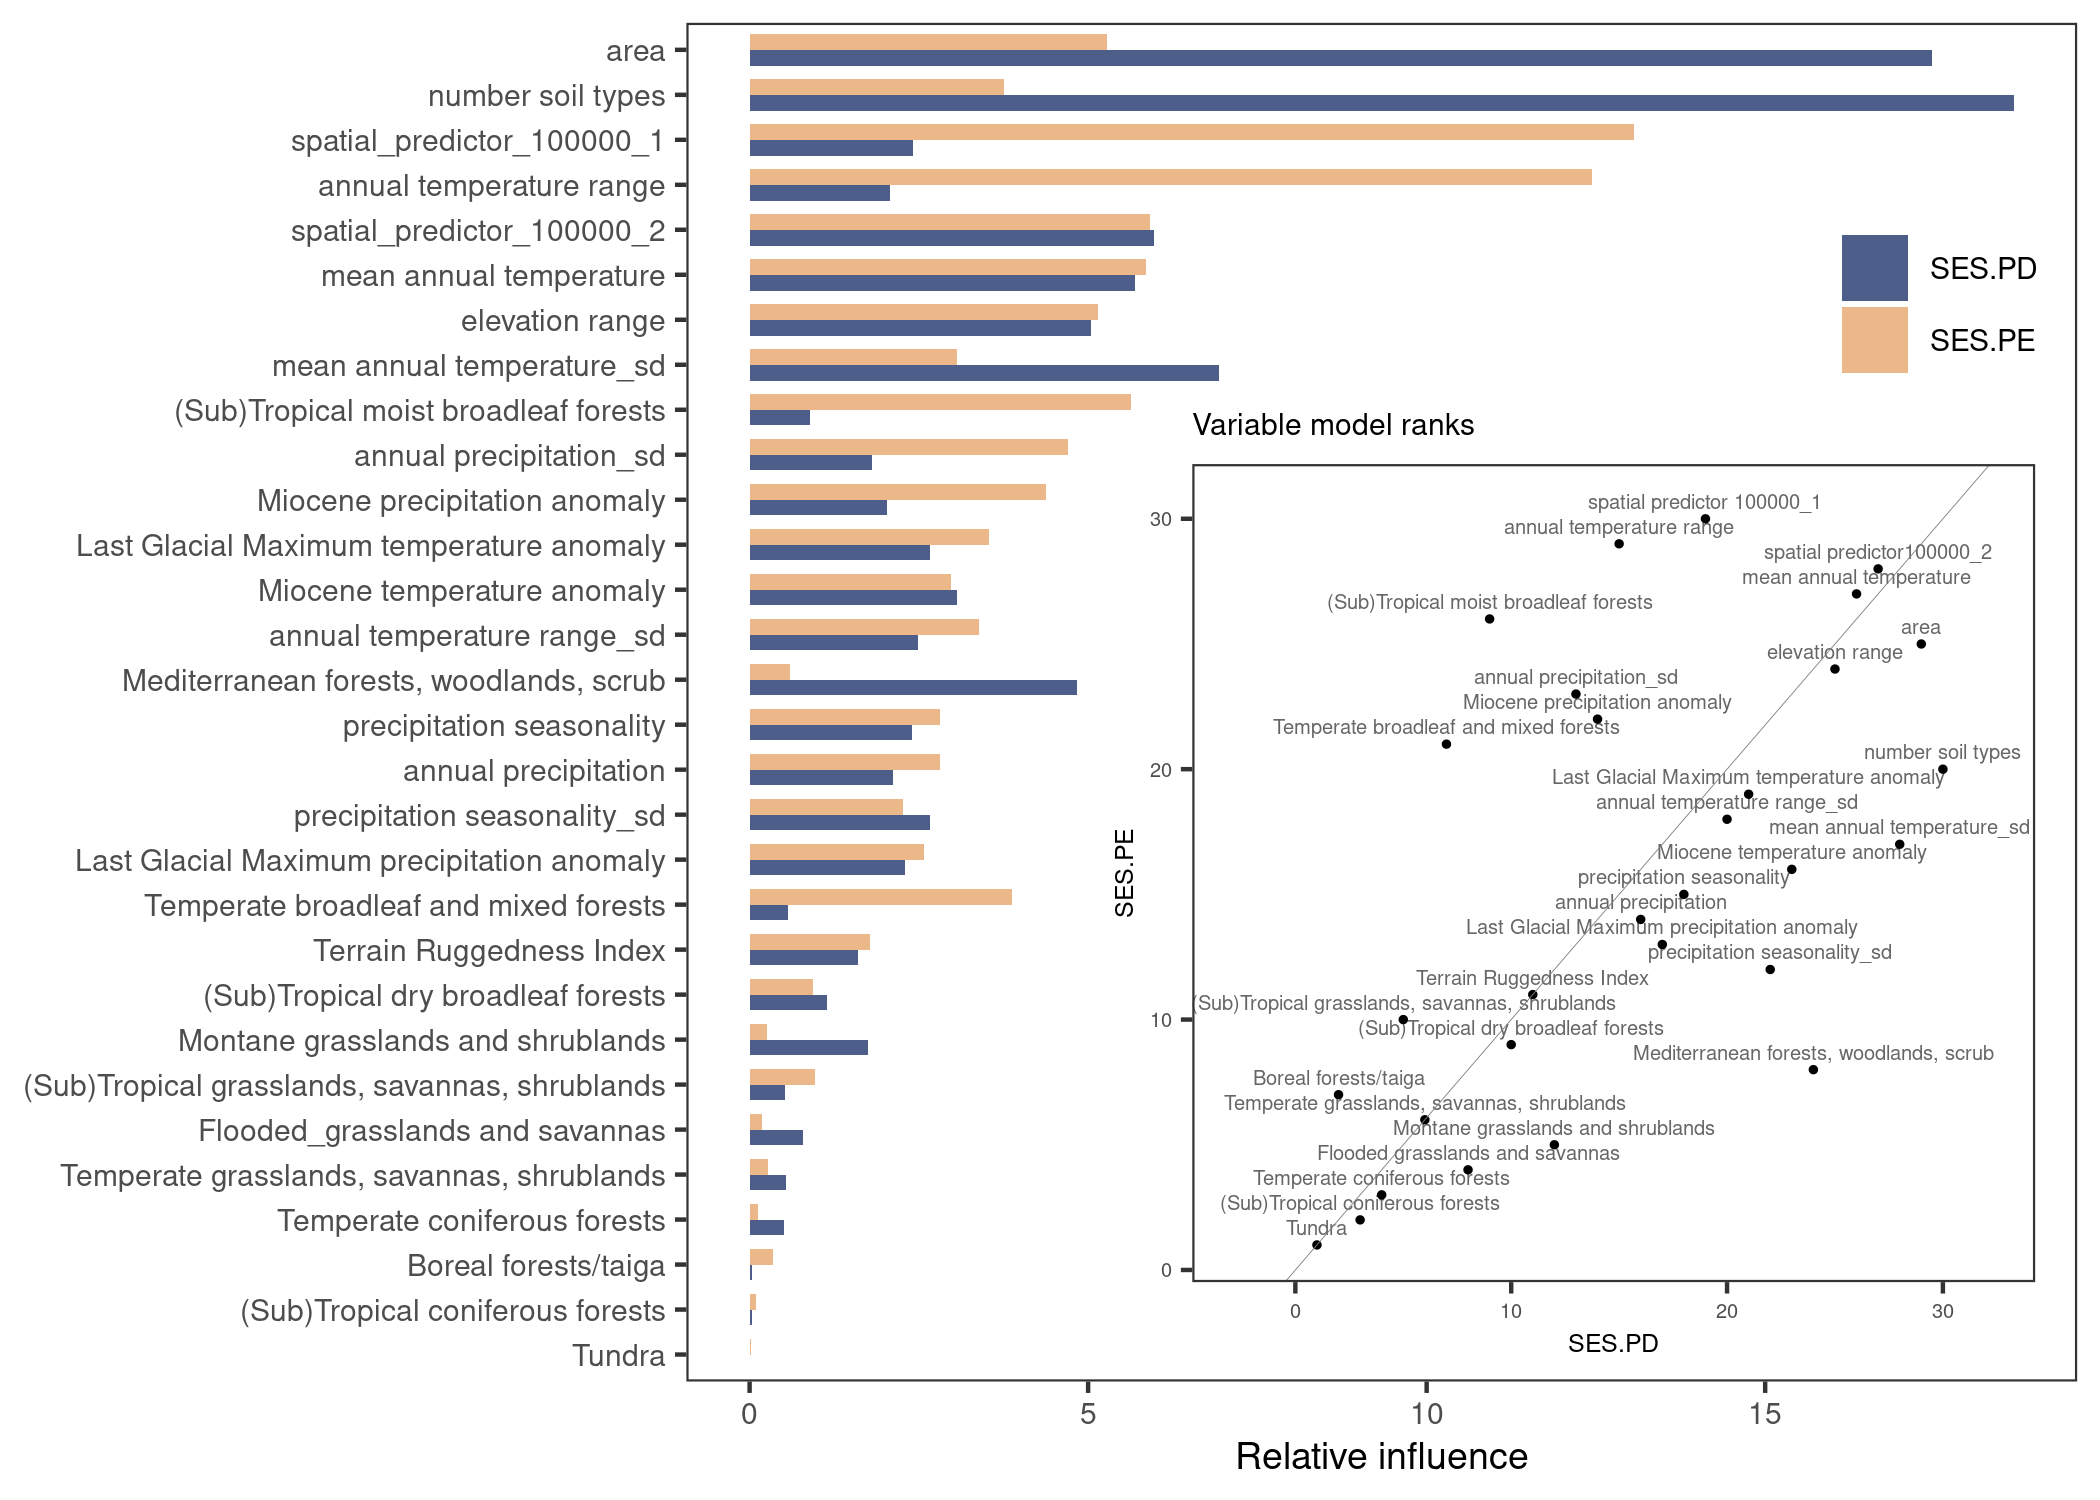 area
number soil types
spatial_predictor_100000_1
annual temperature range
spatial_predictor_100000_2
mean annual temperature
elevation range
mean annual temperature_sd
(Sub)Tropical moist broadleaf forests
annual precipitation_sd
Miocene precipitation anomaly
Last Glacial Maximum temperature anomaly
Miocene temperature anomaly
annual temperature range_sd
Mediterranean forests, woodlands, scrub
precipitation seasonality
annual precipitation
precipitation seasonality_sd
Last Glacial Maximum precipitation anomaly
Temperate broadleaf and mixed forests
Terrain Ruggedness Index
(Sub)Tropical dry broadleaf forests
Montane grasslands and shrublands
(Sub)Tropical grasslands, savannas, shrublands
Flooded_grasslands and savannas
Temperate grasslands, savannas, shrublands
Temperate coniferous forests
Boreal forests/taiga
(Sub)Tropical coniferous forests
Tundra
0
5
10
15
Relative influence
SES.PD
SES.PE
Variable model ranks
spatial predictor 100000_1
annual temperature range
spatial predictor100000_2
mean annual temperature
(Sub)Tropical moist broadleaf forests
area
elevation range
annual precipitation_sd
Miocene precipitation anomaly
Temperate broadleaf and mixed forests
number soil types
Last Glacial Maximum temperature anomaly
annual temperature range_sd
mean annual temperature_sd
Miocene temperature anomaly
precipitation seasonality
annual precipitation
Last Glacial Maximum precipitation anomaly
precipitation seasonality_sd
Terrain Ruggedness Index
(Sub)Tropical grasslands, savannas, shrublands
(Sub)Tropical dry broadleaf forests
Mediterranean forests, woodlands, scrub
Boreal forests/taiga
Temperate grasslands, savannas, shrublands
Montane grasslands and shrublands
Flooded grasslands and savannas
Temperate coniferous forests
(Sub)Tropical coniferous forests
Tundra
30
20
10
0
SES.PE
0
10
20
30
SES.PD